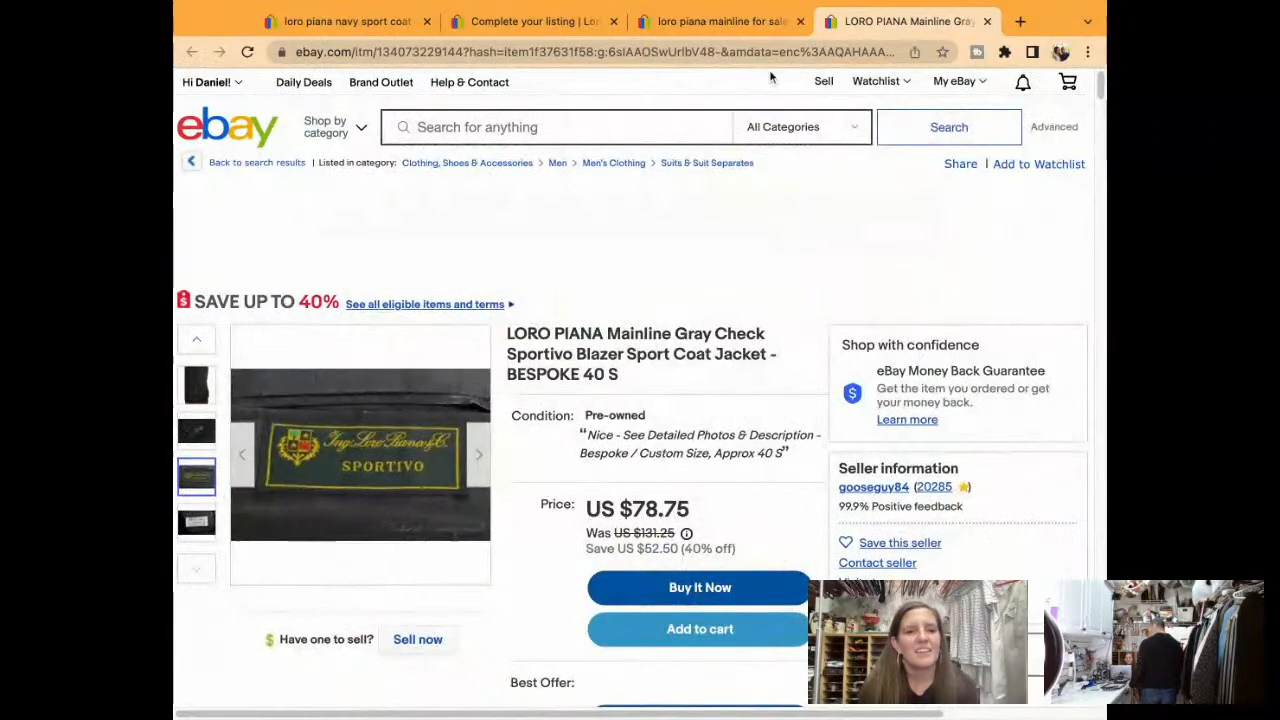 loro piana navy sport coat
Complete your listing | Lor
loro piana mainline for sale
LORO PIANA Mainline Gray
ebay.com/itm/134073229144?hash=item1f37631f58:g:6sIAAOSwUrlbV48-&amdata=enc%3AAQAHAAA...
Hi Daniel!
Daily Deals
Brand Outlet
Help & Contact
Sell
Watchlist
My eBay
ebay
Shop by category
Search for anything
All Categories
Search
Advanced
Back to search results | Listed in category: Clothing, Shoes & Accessories > Men > Men's Clothing > Suits & Suit Separates
Share | Add to Watchlist
SAVE UP TO 40% See all eligible items and terms
Ing. Loro Piana & C.
SPORTIVO
LORO PIANA Mainline Gray Check
Sportivo Blazer Sport Coat Jacket -
BESPOKE 40 S
Condition: Pre-owned
“Nice - See Detailed Photos & Description -
Bespoke / Custom Size, Approx 40 S”
Price: US $78.75
Was US $131.25
Save US $52.50 (40% off)
Buy It Now
Add to cart
Best Offer:
$ Have one to sell? Sell now
Shop with confidence
eBay Money Back Guarantee
Get the item you ordered or get
your money back.
Learn more
Seller information
gooseguy84 (20285)
99.9% Positive feedback
Save this seller
Contact seller